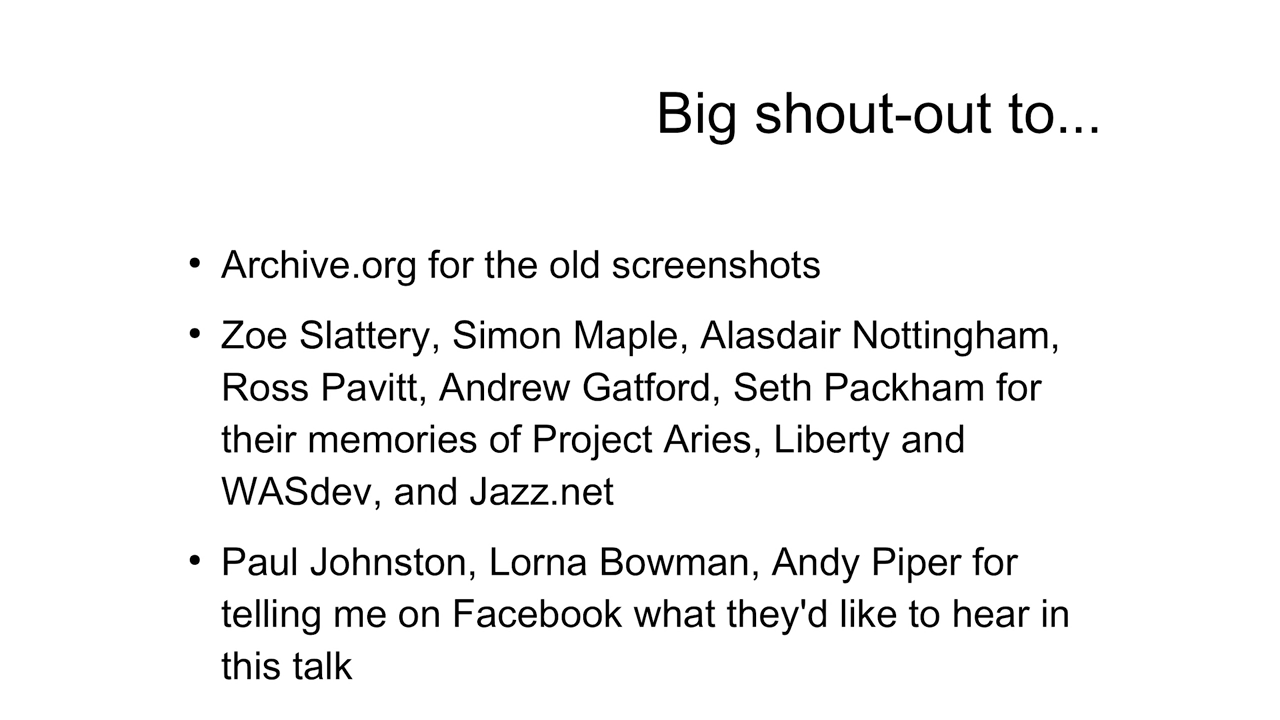 Big shout-out to...
• Archive.org for the old screenshots
• Zoe Slattery, Simon Maple, Alasdair Nottingham,
Ross Pavitt, Andrew Gatford, Seth Packham for
their memories of Project Aries, Liberty and
WASdev, and Jazz.net
• Paul Johnston, Lorna Bowman, Andy Piper for
telling me on Facebook what they'd like to hear in
this talk